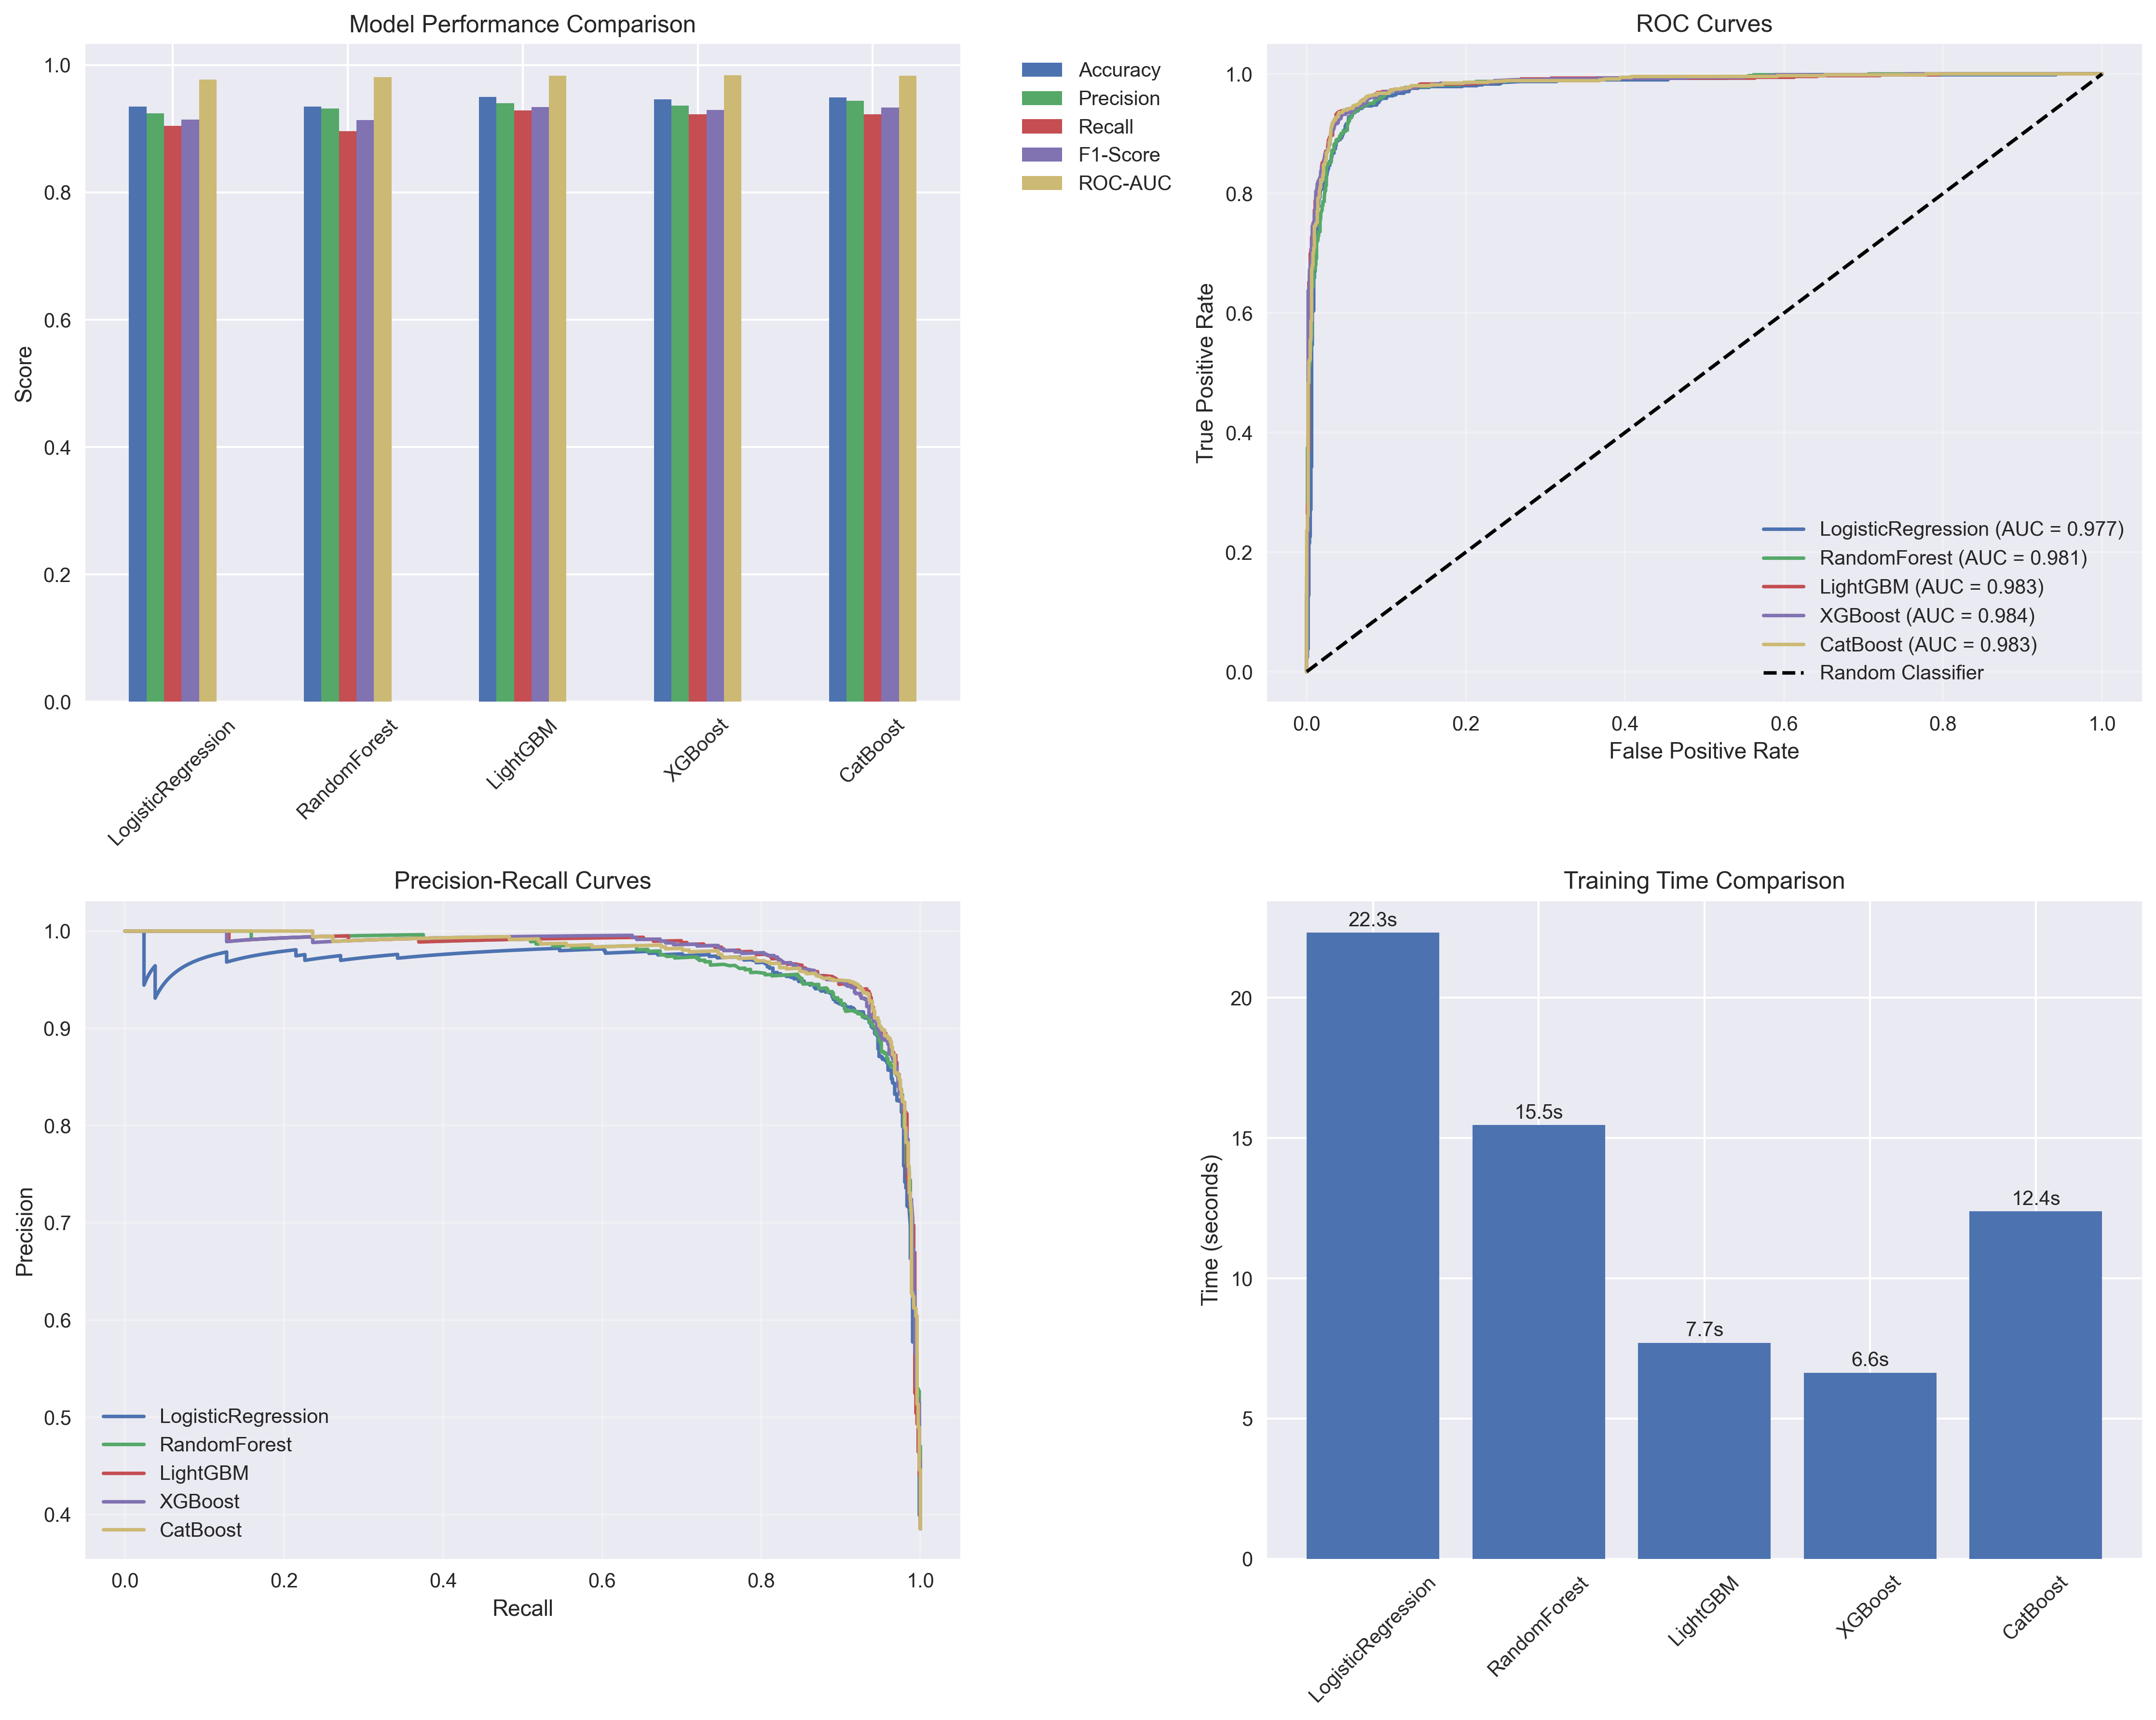 Model Performance Comparison
1.0
0.8
0.6
0.4
0.2
0.0
Score
LogisticRegression
RandomForest
LightGBM
XGBoost
CatBoost
Accuracy
Precision
Recall
F1-Score
ROC-AUC
ROC Curves
1.0
0.8
0.6
0.4
0.2
0.0
True Positive Rate
LogisticRegression (AUC = 0.977)
RandomForest (AUC = 0.981)
LightGBM (AUC = 0.983)
XGBoost (AUC = 0.984)
CatBoost (AUC = 0.983)
Random Classifier
0.0 0.2 0.4 0.6 0.8 1.0
False Positive Rate
Precision-Recall Curves
1.0
0.9
0.8
0.7
0.6
0.5
0.4
Precision
LogisticRegression
RandomForest
LightGBM
XGBoost
CatBoost
0.0 0.2 0.4 0.6 0.8 1.0
Recall
Training Time Comparison
20
15
10
5
0
Time (seconds)
22.3s
15.5s
7.7s
6.6s
12.4s
LogisticRegression
RandomForest
LightGBM
XGBoost
CatBoost